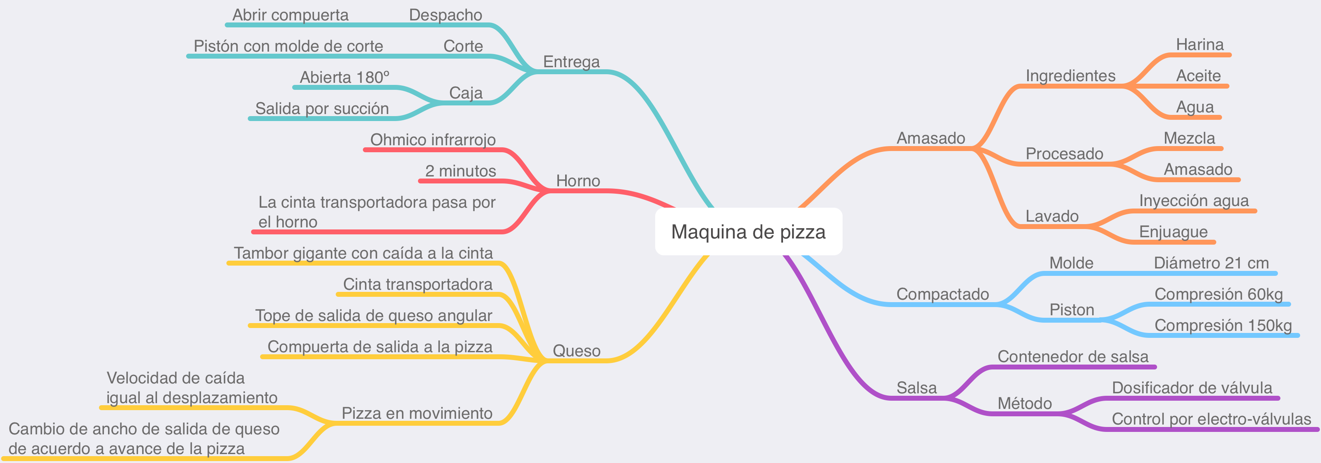 Maquina de pizza
Amasado
Ingredientes
Harina
Aceite
Agua
Procesado
Mezcla
Amasado
Lavado
Inyección agua
Enjuague
Compactado
Molde
Diámetro 21 cm
Piston
Compresión 60kg
Compresión 150kg
Salsa
Contenedor de salsa
Método
Dosificador de válvula
Control por electro-válvulas
Entrega
Despacho
Abrir compuerta
Corte
Pistón con molde de corte
Caja
Abierta 180º
Salida por succión
Horno
Ohmico infrarrojo
2 minutos
La cinta transportadora pasa por
el horno
Queso
Tambor gigante con caída a la cinta
Cinta transportadora
Tope de salida de queso angular
Compuerta de salida a la pizza
Pizza en movimiento
Velocidad de caída
igual al desplazamiento
Cambio de ancho de salida de queso
de acuerdo a avance de la pizza